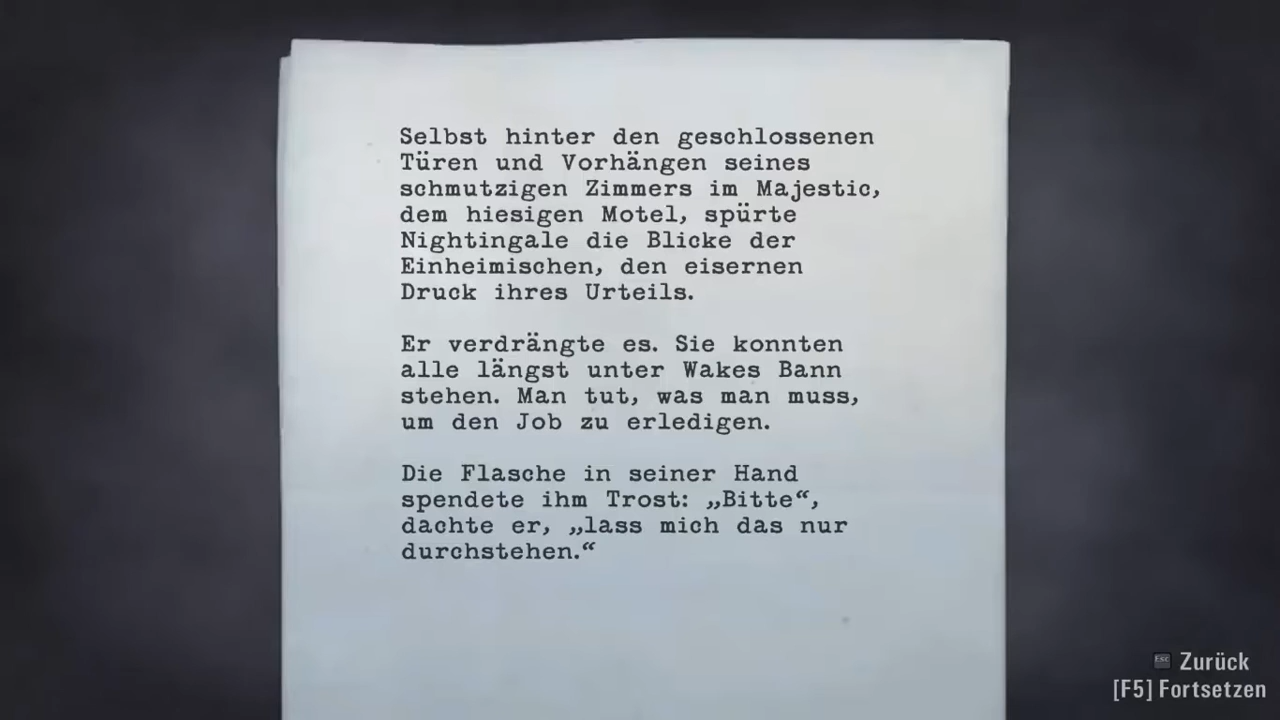 Selbst hinter den geschlossenen
Türen und Vorhängen seines
schmutzigen Zimmers im Majestic,
dem hiesigen Motel, spürte
Nightingale die Blicke der
Einheimischen, den eisernen
Druck ihres Urteils.
Er verdrängte es. Sie konnten
alle längst unter Wakes Bann
stehen. Man tut, was man muss,
um den Job zu erledigen.
Die Flasche in seiner Hand
spendete ihm Trost: „Bitte“,
dachte er, „lass mich das nur
durchstehen.“
Esc Zurück
[F5] Fortsetzen